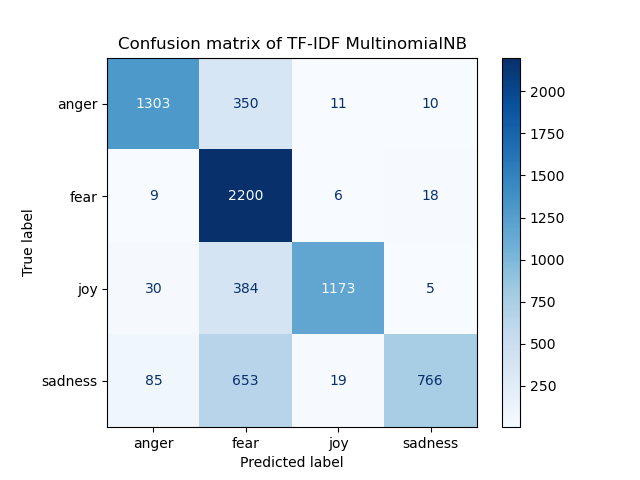 Confusion matrix of TF-IDF MultinomialNB
True label
anger 1303 350 11 10
fear 9 2200 6 18
joy 30 384 1173 5
sadness 85 653 19 766
anger fear joy sadness
Predicted label
2000
1750
1500
1250
1000
750
500
250